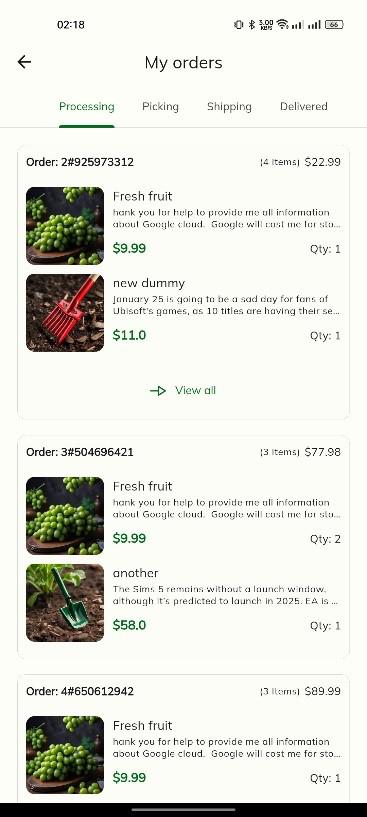 02:18
3.00
KB/S
66
My orders
Processing Picking Shipping Delivered
Order: 2#925973312 (4 Items) $22.99
Fresh fruit
hank you for help to provide me all information
about Google cloud. Google will cost me for sto...
$9.99 Qty: 1
new dummy
January 25 is going to be a sad day for fans of
Ubisoft's games, as 10 titles are having their se...
$11.0 Qty: 1
View all
Order: 3#504696421 (3 Items) $77.98
Fresh fruit
hank you for help to provide me all information
about Google cloud. Google will cost me for sto...
$9.99 Qty: 2
another
The Sims 5 remains without a launch window,
although it's predicted to launch in 2025. EA is ...
$58.0 Qty: 1
Order: 4#650612942 (3 Items) $89.99
Fresh fruit
hank you for help to provide me all information
about Google cloud. Google will cost me for sto...
$9.99 Qty: 1